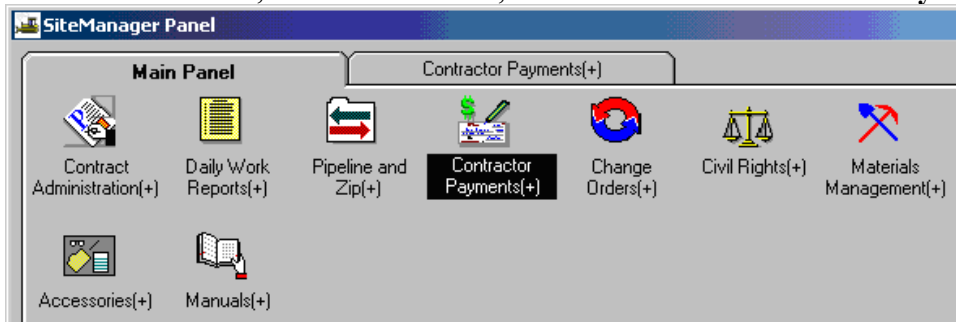 SiteManager Panel
Main Panel
Contractor Payments(+)
Contract Administration(+)
Daily Work Reports(+)
Pipeline and Zip(+)
Contractor Payments(+)
Change Orders(+)
Civil Rights(+)
Materials Management(+)
Accessories(+)
Manuals(+)